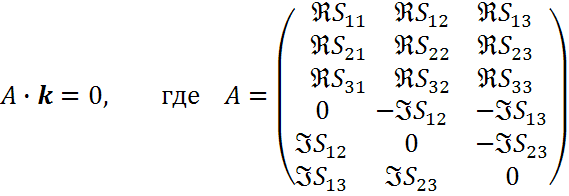 A · k = 0, где A =
ℜS₁₁ ℜS₁₂ ℜS₁₃
ℜS₂₁ ℜS₂₂ ℜS₂₃
ℜS₃₁ ℜS₃₂ ℜS₃₃
0 −ℑS₁₂ −ℑS₁₃
ℑS₁₂ 0 −ℑS₂₃
ℑS₁₃ ℑS₂₃ 0